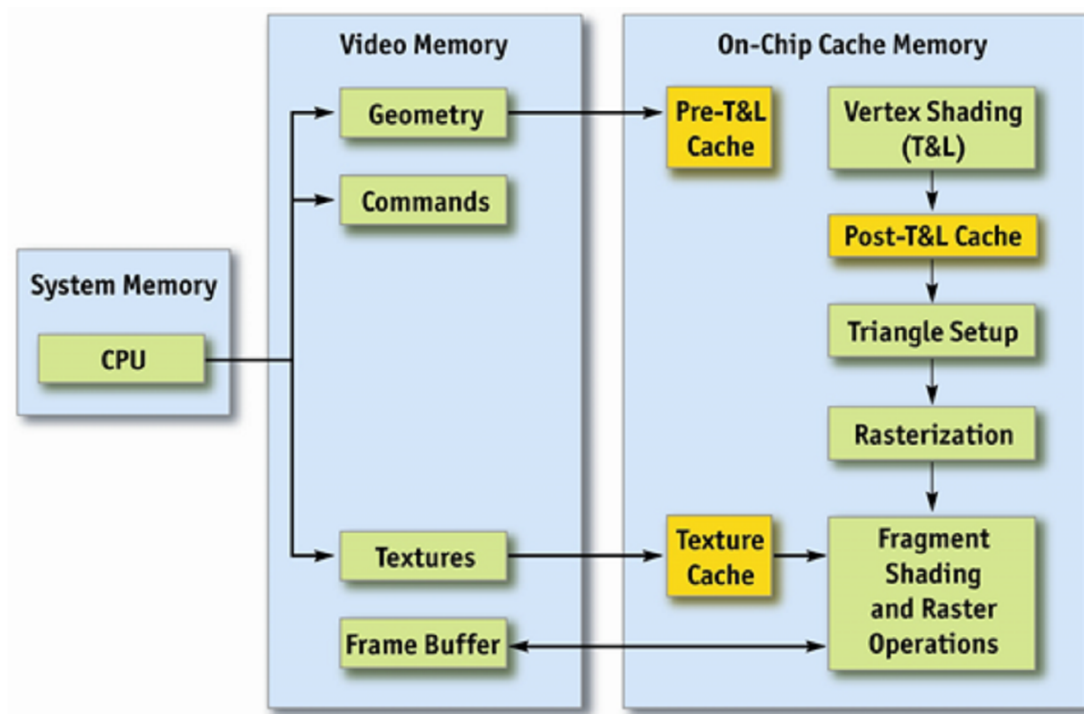 Video Memory
On-Chip Cache Memory
Geometry
Pre-T&L
Cache
Vertex Shading
(T&L)
Commands
Post-T&L Cache
System Memory
CPU
Triangle Setup
Rasterization
Textures
Texture
Cache
Fragment
Shading
and Raster
Operations
Frame Buffer